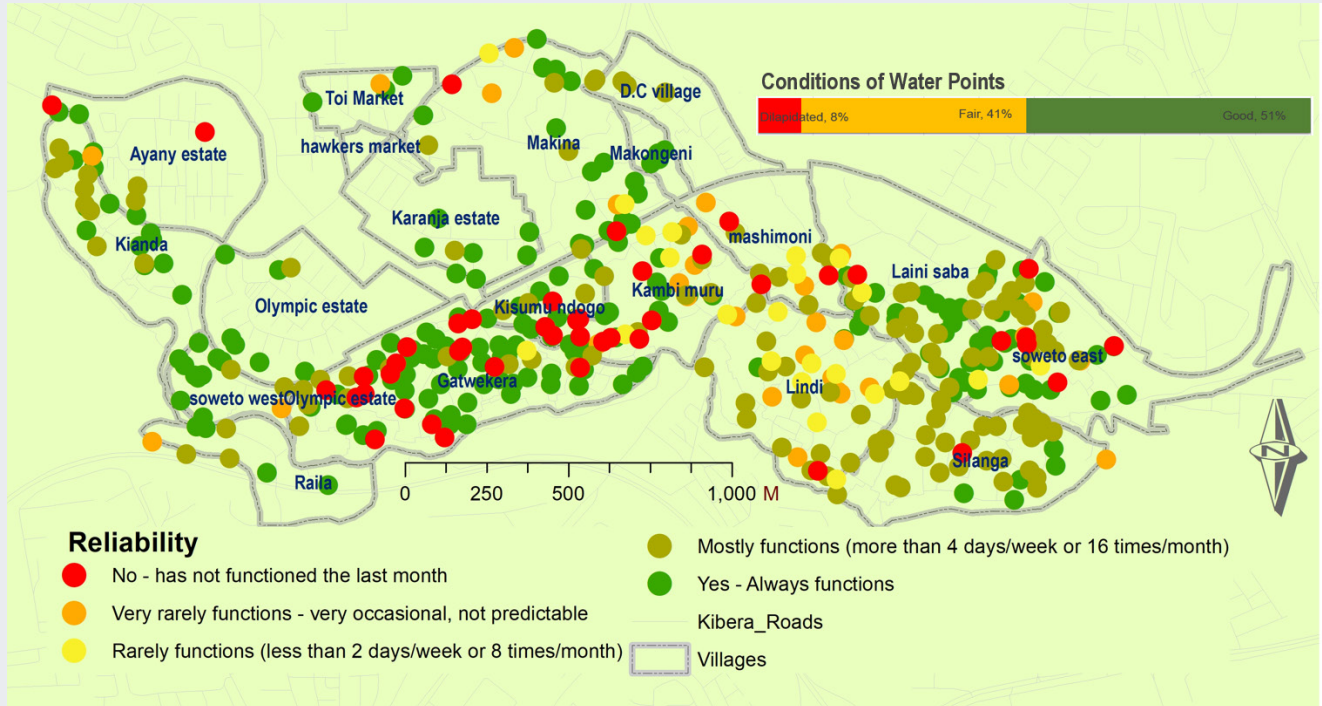 Conditions of Water Points
Dilapidated, 8%
Fair, 41%
Good, 51%
Toi Market
D.C village
hawkers market
Makina
Makongeni
Ayany estate
Karanja estate
Kianda
mashimoni
Laini saba
Olympic estate
Kisumu ndogo
Kambi muru
soweto east
Gatwekera
Lindi
soweto west
Olympic estate
Silanga
Raila
N
0 250 500 1,000 M
Reliability
No - has not functioned the last month
Very rarely functions - very occasional, not predictable
Rarely functions (less than 2 days/week or 8 times/month)
Mostly functions (more than 4 days/week or 16 times/month)
Yes - Always functions
Kibera_Roads
Villages